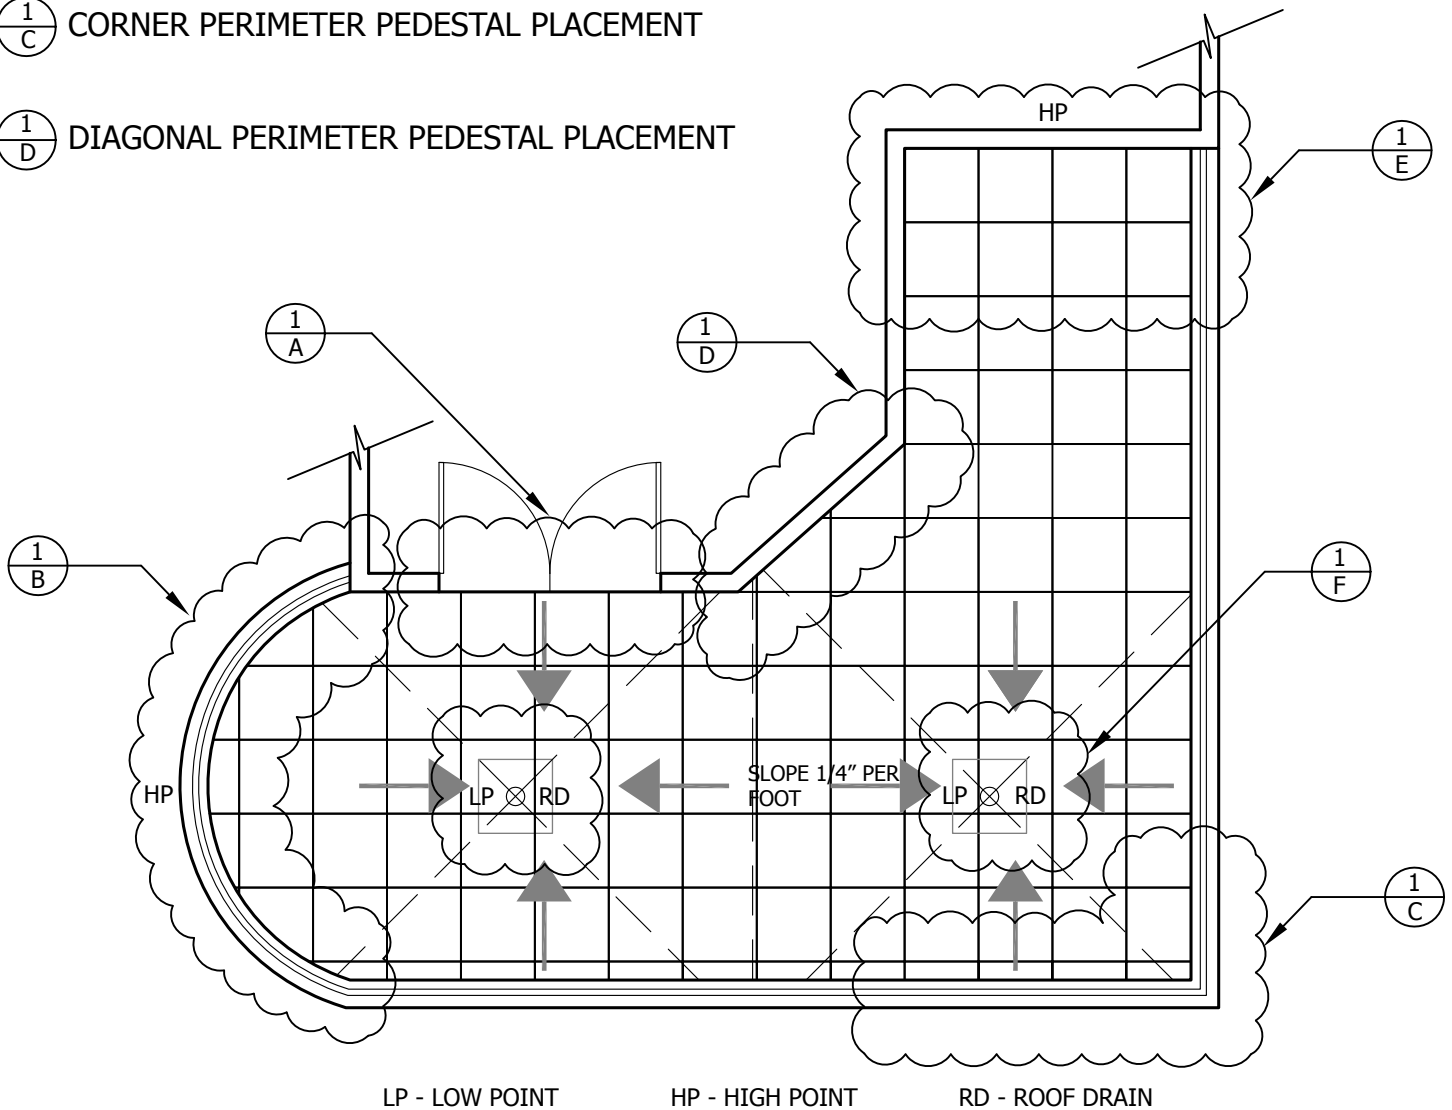 1
C
CORNER PERIMETER PEDESTAL PLACEMENT
1
D
DIAGONAL PERIMETER PEDESTAL PLACEMENT
HP
1
E
1
A
1
D
1
B
1
F
HP
LP RD
SLOPE 1/4" PER
FOOT
LP RD
1
C
LP - LOW POINT
HP - HIGH POINT
RD - ROOF DRAIN